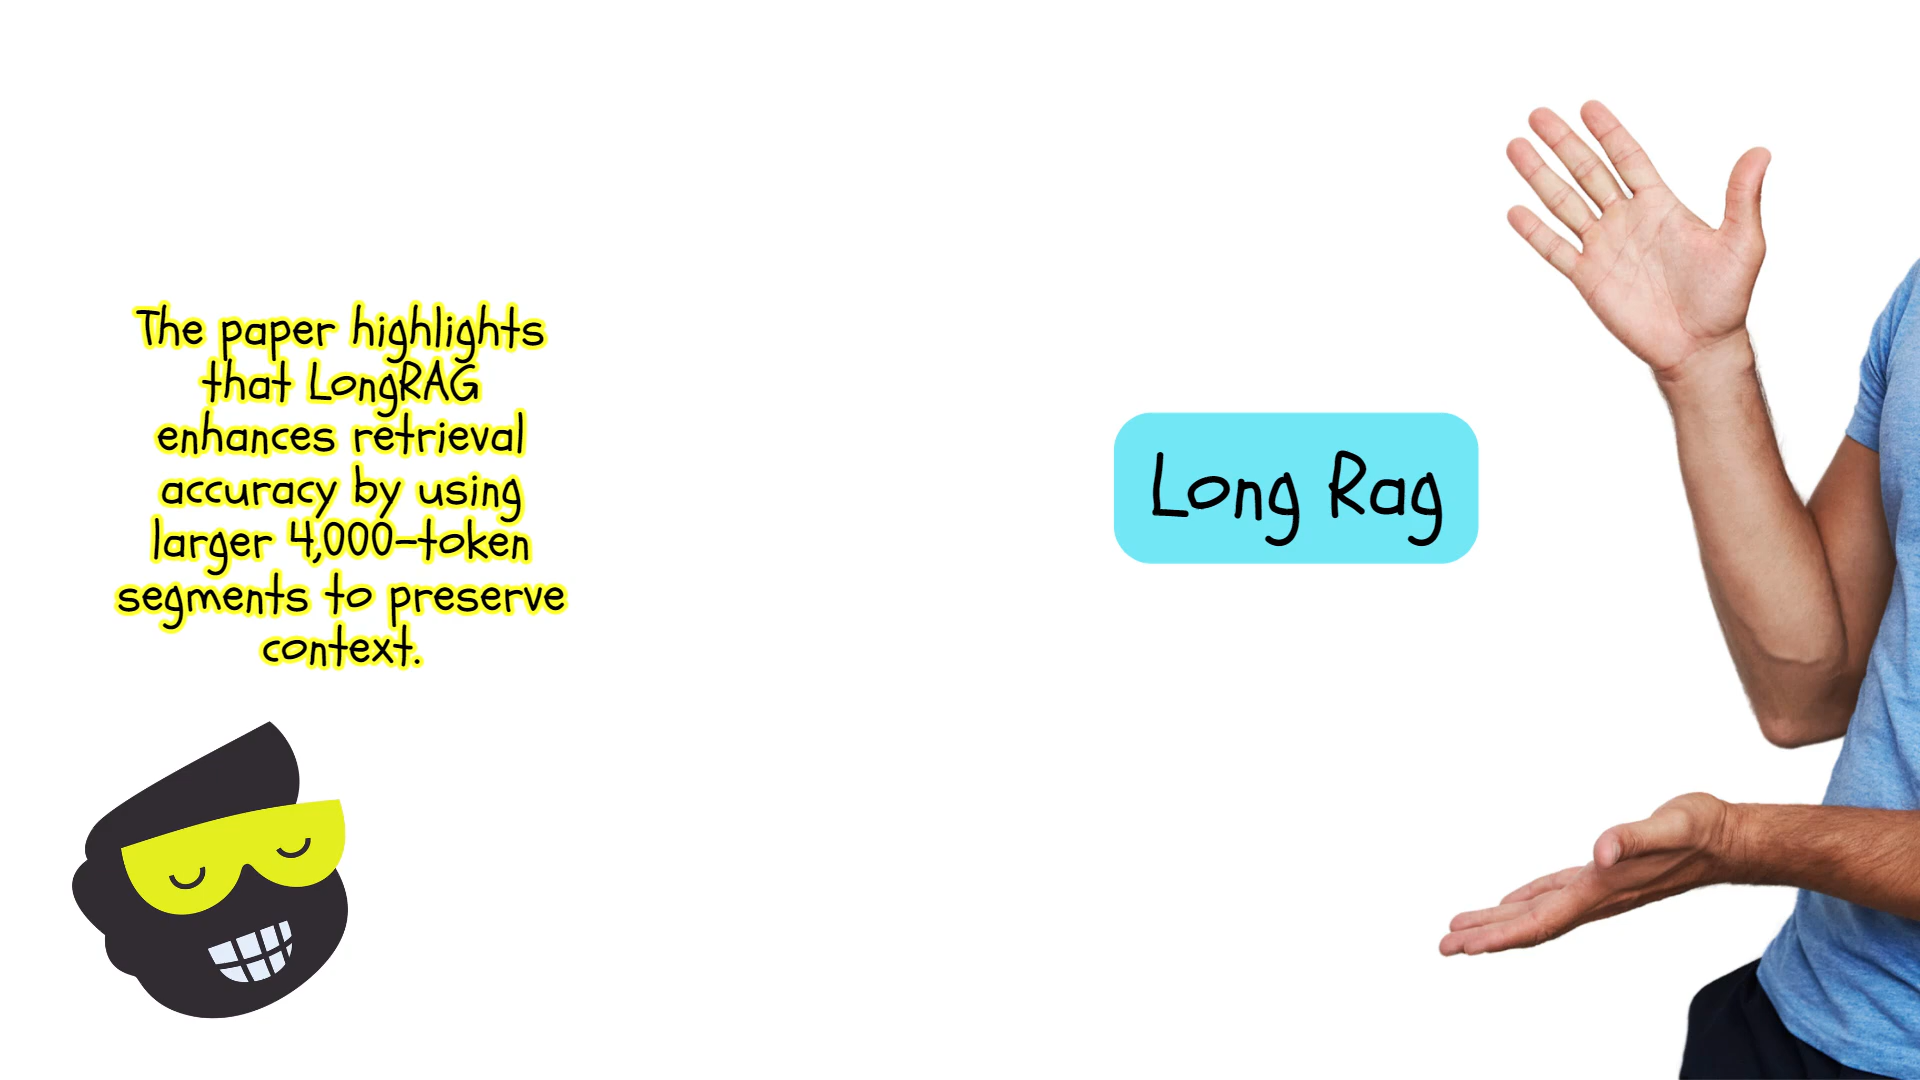 The paper highlights
that LongRAG
enhances retrieval
accuracy by using
larger 4,000-token
segments to preserve
context.
Long Rag